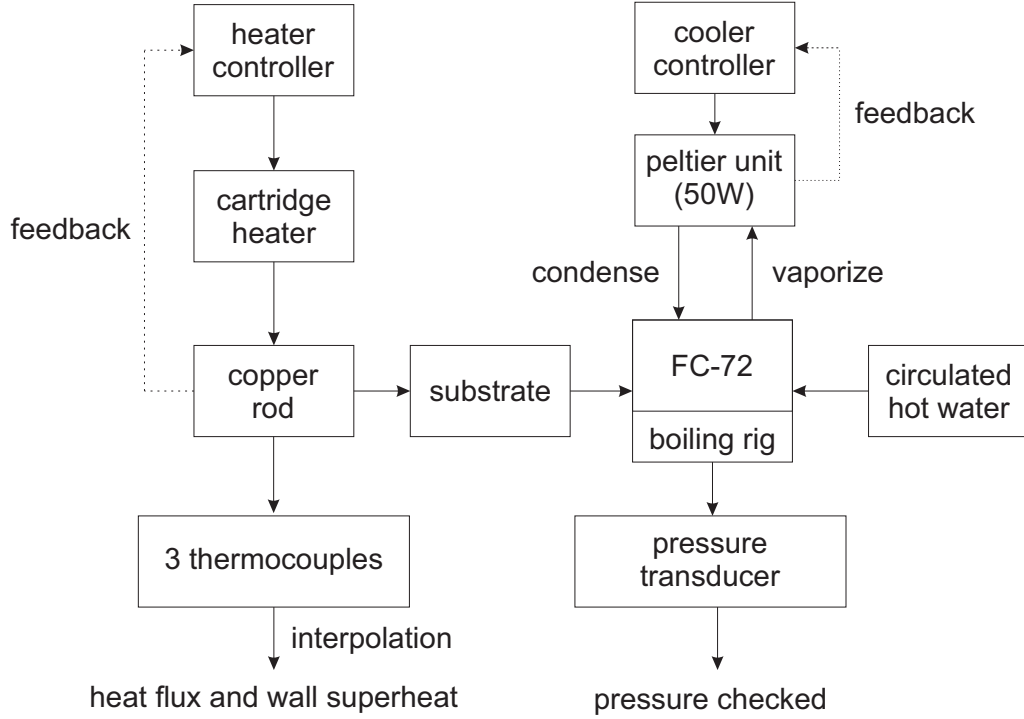 heater
controller
cooler
controller
feedback
peltier unit
(50W)
cartridge
heater
feedback
condense
vaporize
copper
rod
substrate
FC-72
boiling rig
circulated
hot water
3 thermocouples
pressure
transducer
interpolation
heat flux and wall superheat
pressure checked